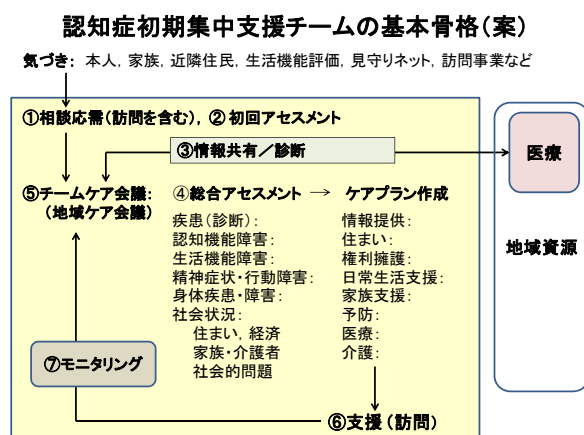 認知症初期集中支援チームの基本骨格（案）
気づき： 本人，家族，近隣住民，生活機能評価，見守りネット，訪問事業など
①相談応需（訪問を含む），② 初回アセスメント
③情報共有／診断
医療
⑤チームケア会議：
（地域ケア会議）
④総合アセスメント → ケアプラン作成
疾患（診断）：
認知機能障害：
生活機能障害：
精神症状・行動障害：
身体疾患・障害：
社会状況：
住まい，経済
家族・介護者
社会的問題
情報提供：
住まい：
権利擁護：
日常生活支援：
家族支援：
予防：
医療：
介護：
地域資源
⑦モニタリング
⑥支援（訪問）